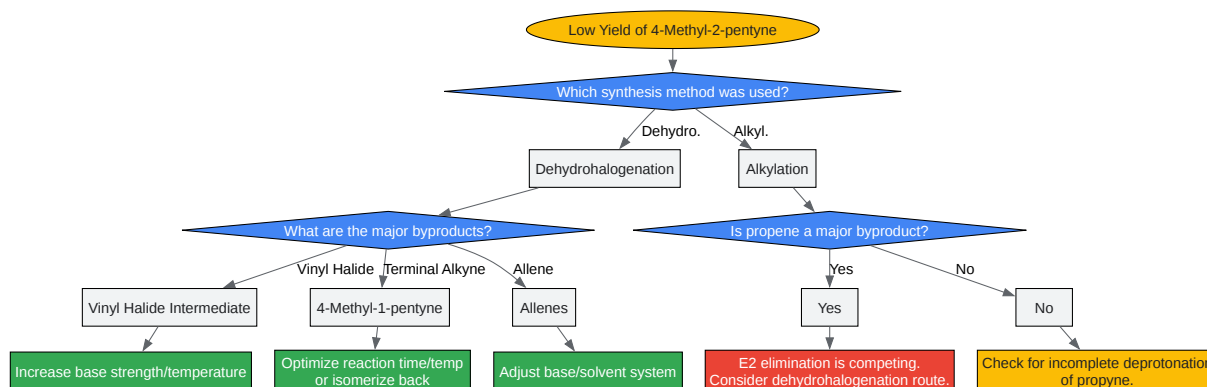 Low Yield of 4-Methyl-2-pentyne
Which synthesis method was used?
Dehydro.
Alkyl.
Dehydrohalogenation
Alkylation
What are the major byproducts?
Is propene a major byproduct?
Vinyl Halide
Terminal Alkyne
Allene
Yes
No
Vinyl Halide Intermediate
4-Methyl-1-pentyne
Allenes
Yes
No
Increase base strength/temperature
Optimize reaction time/temp
or isomerize back
Adjust base/solvent system
E2 elimination is competing.
Consider dehydrohalogenation route.
Check for incomplete deprotonation
of propyne.